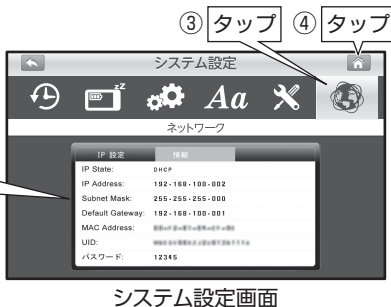 ③ タップ ④ タップ
システム設定
Aa
ネットワーク
IP 設定 情報
IP State: DHCP
IP Address: 192-168-100-002
Subnet Mask: 255-255-255-000
Default Gateway: 192-168-100-001
MAC Address:
UID:
パスワード: 12345
システム設定画面